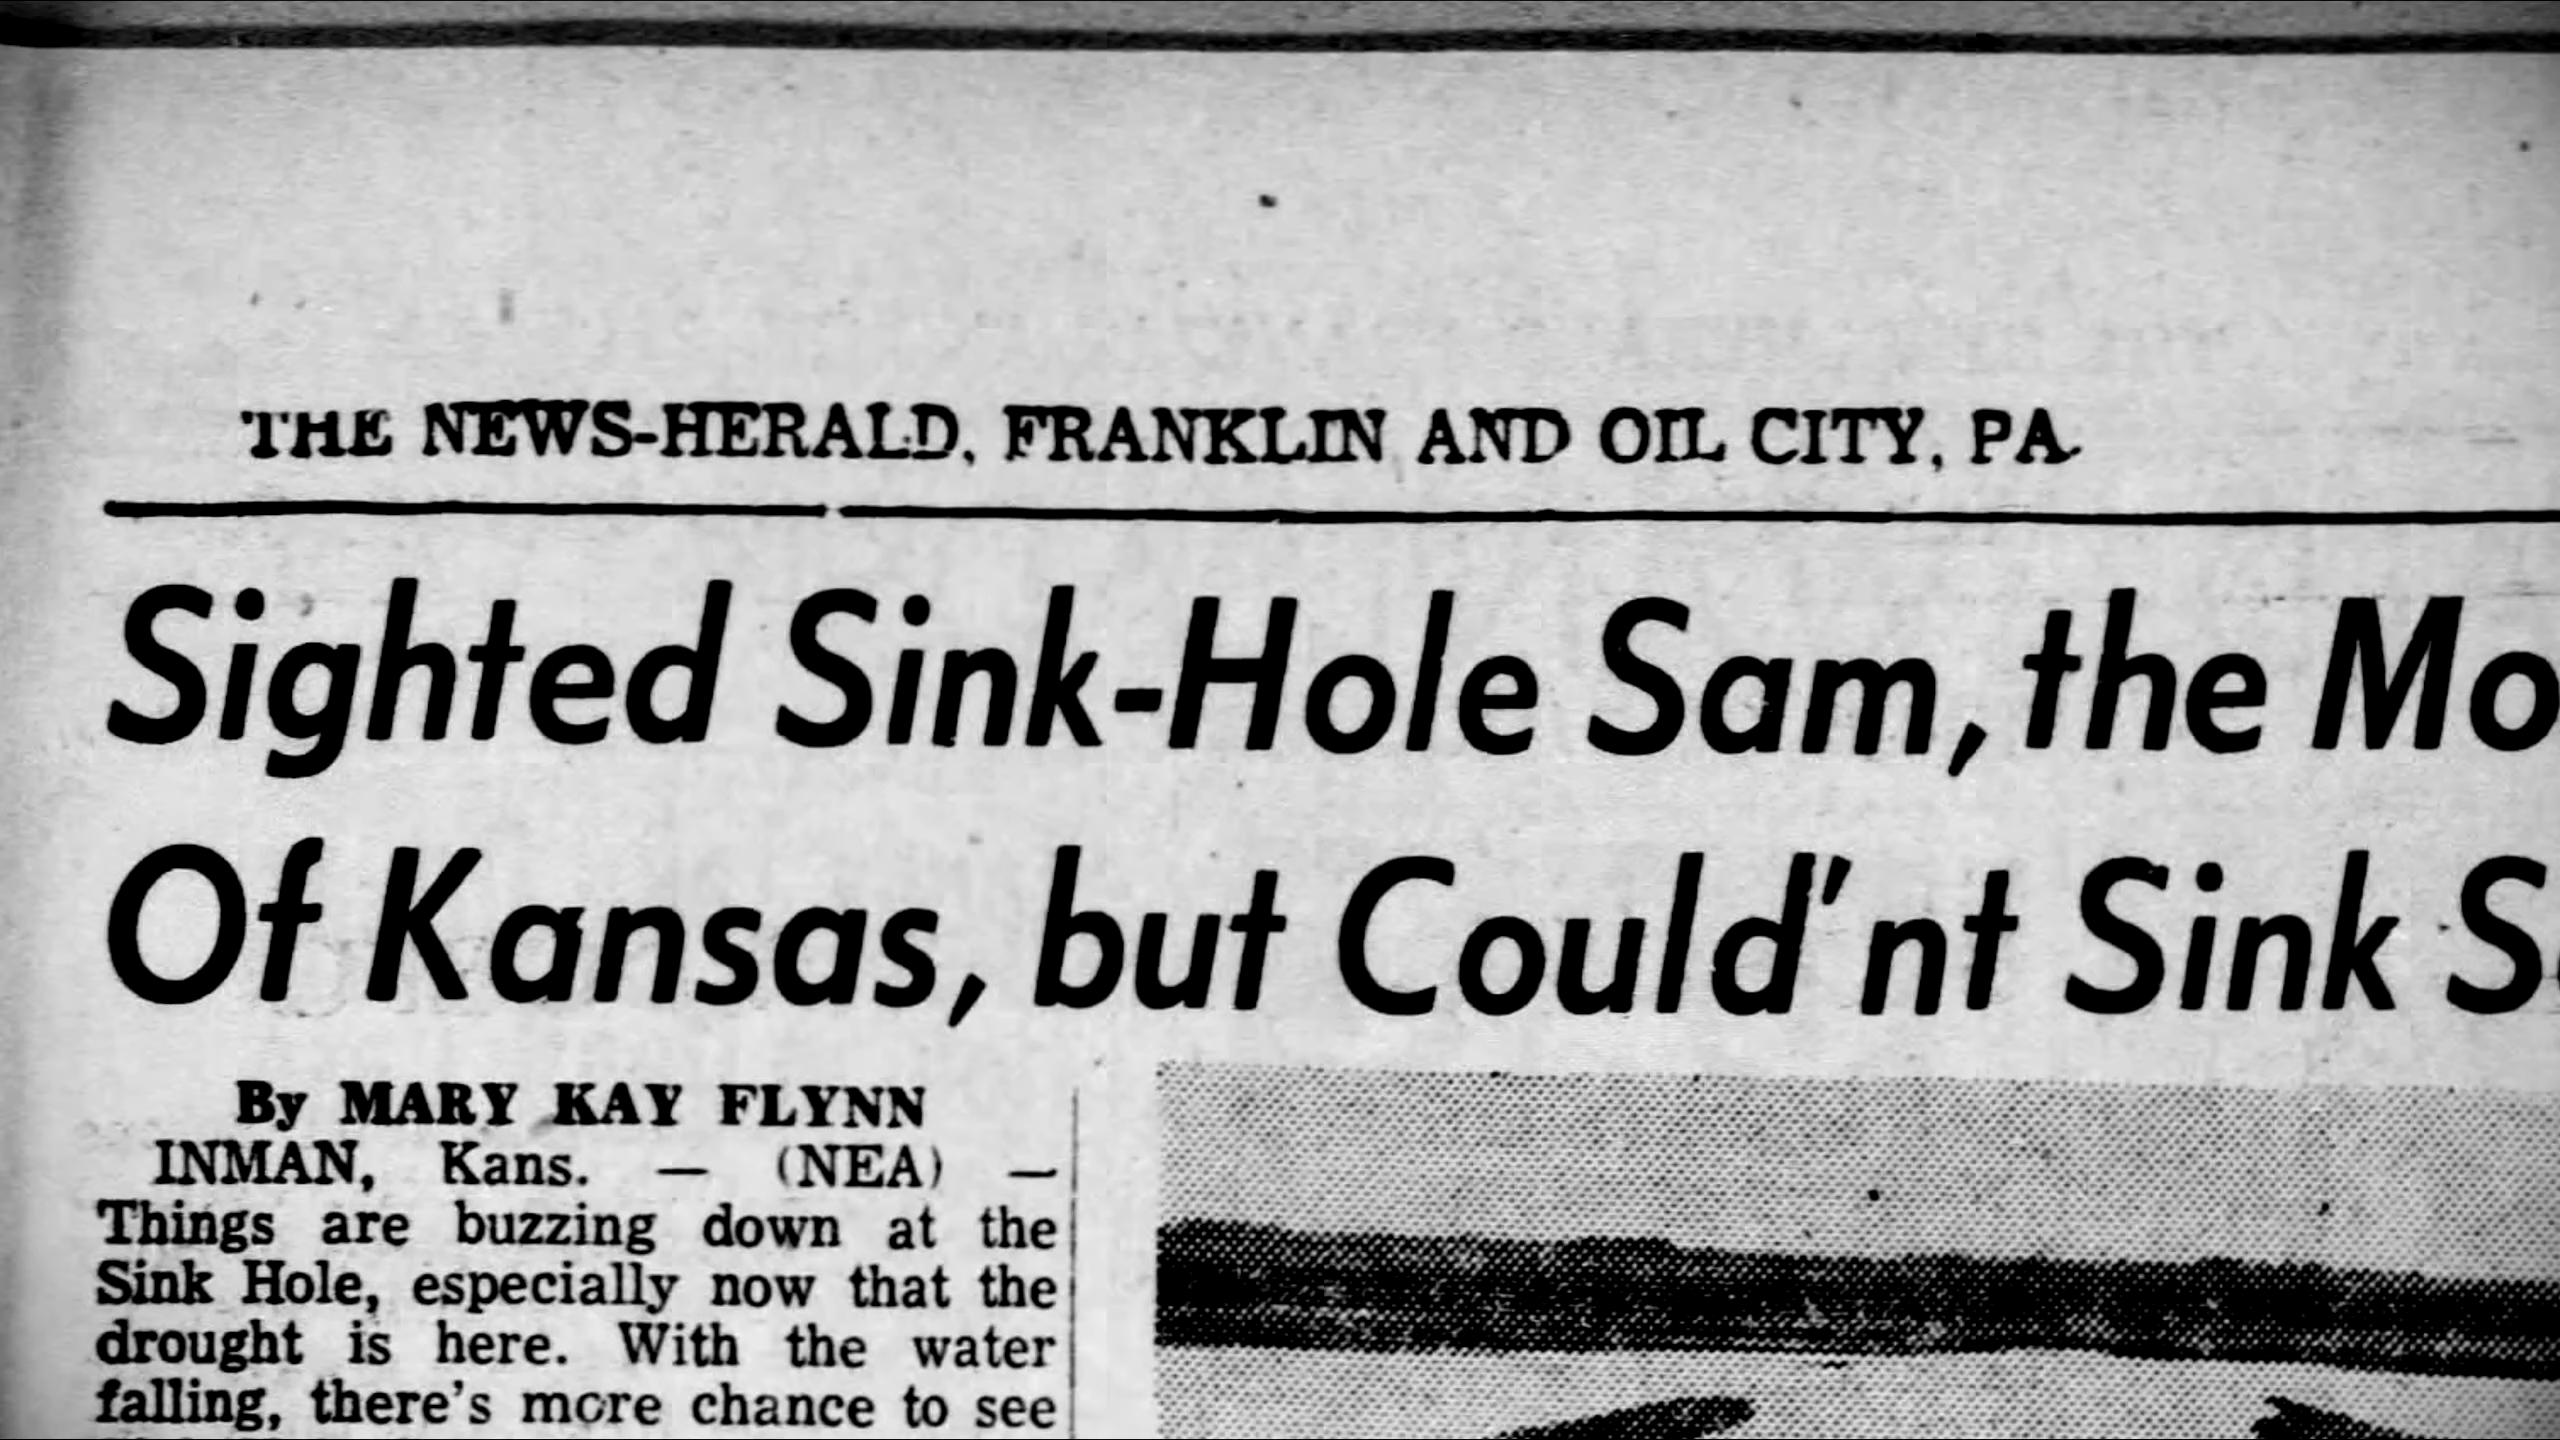 THE NEWS-HERALD, FRANKLIN AND OIL CITY, PA.
Sighted Sink-Hole Sam, the Mo
Of Kansas, but Could'nt Sink S
By MARY KAY FLYNN
INMAN, Kans. — (NEA) —
Things are buzzing down at the
Sink Hole, especially now that the
drought is here. With the water
falling, there's more chance to see